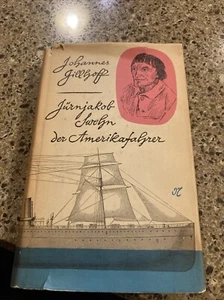 Johannes
Gillhoff
Jürnjakob
Swehn
der Amerikafahrer